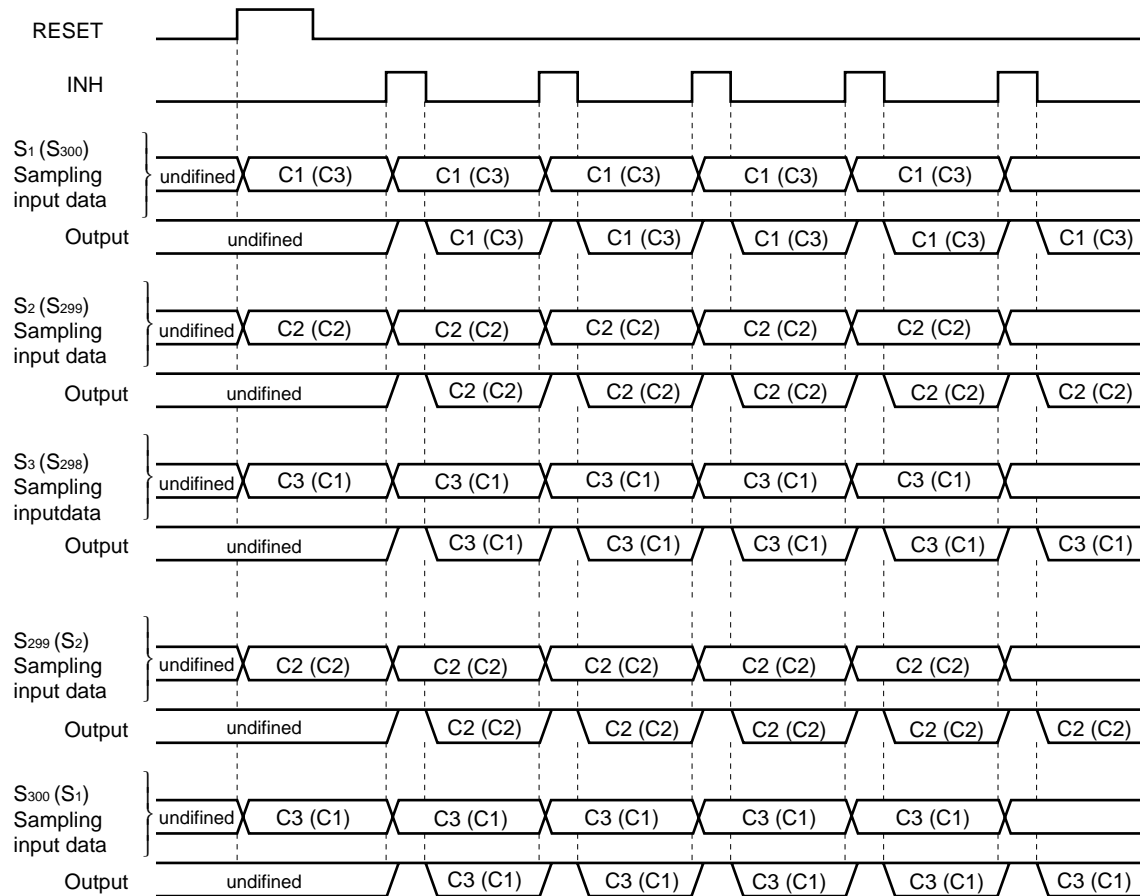 RESET
INH
S1 (S300)
Sampling
input data
undifined C1 (C3) C1 (C3) C1 (C3) C1 (C3) C1 (C3)
Output undifined C1 (C3) C1 (C3) C1 (C3) C1 (C3) C1 (C3)
S2 (S299)
Sampling
input data
undifined C2 (C2) C2 (C2) C2 (C2) C2 (C2) C2 (C2)
Output undifined C2 (C2) C2 (C2) C2 (C2) C2 (C2) C2 (C2)
S3 (S298)
Sampling
inputdata
undifined C3 (C1) C3 (C1) C3 (C1) C3 (C1) C3 (C1)
Output undifined C3 (C1) C3 (C1) C3 (C1) C3 (C1) C3 (C1)
S299 (S2)
Sampling
input data
undifined C2 (C2) C2 (C2) C2 (C2) C2 (C2) C2 (C2)
Output undifined C2 (C2) C2 (C2) C2 (C2) C2 (C2) C2 (C2)
S300 (S1)
Sampling
input data
undifined C3 (C1) C3 (C1) C3 (C1) C3 (C1) C3 (C1)
Output undifined C3 (C1) C3 (C1) C3 (C1) C3 (C1) C3 (C1)